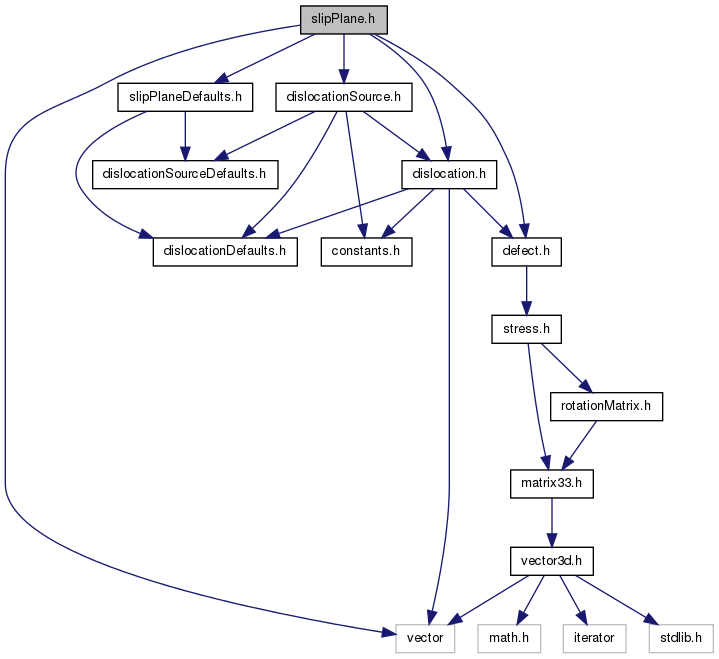 slipPlane.h
slipPlaneDefaults.h
dislocationSource.h
dislocationSourceDefaults.h
dislocation.h
dislocationDefaults.h
constants.h
defect.h
stress.h
rotationMatrix.h
matrix33.h
vector3d.h
vector
math.h
iterator
stdlib.h